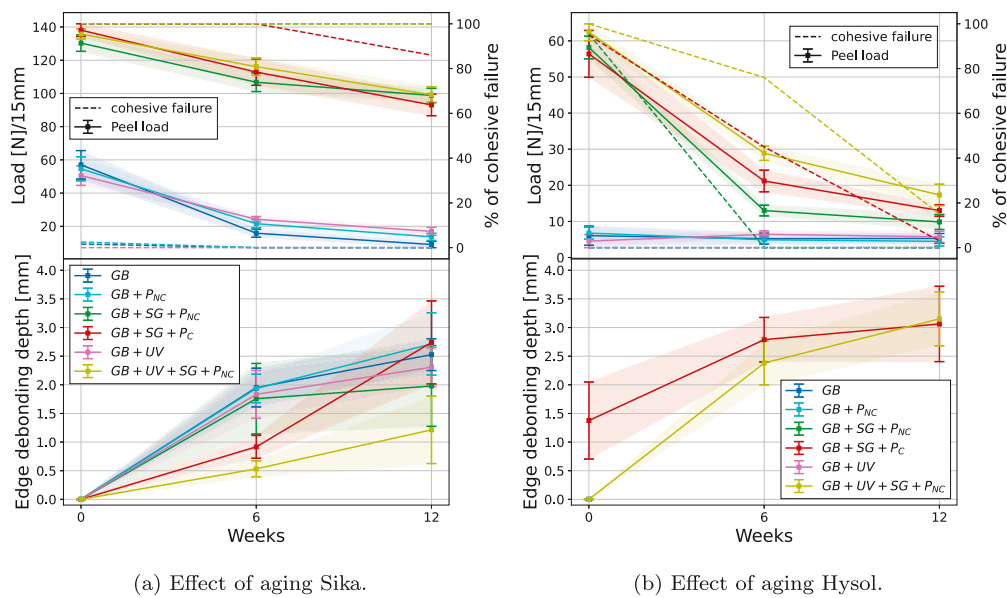 140
120
100
80
60
40
20
Load [N]/15mm
cohesive failure
Peel load
100
80
60
40
20
0
% of cohesive failure
4.0
3.5
3.0
2.5
2.0
1.5
1.0
0.5
0.0
Edge debonding depth [mm]
GB
GB + P_NC
GB + SG + P_NC
GB + SG + P_C
GB + UV
GB + UV + SG + P_NC
0
6
12
Weeks
60
50
40
30
20
10
0
Load [N]/15mm
cohesive failure
Peel load
100
80
60
40
20
0
% of cohesive failure
4.0
3.5
3.0
2.5
2.0
1.5
1.0
0.5
0.0
Edge debonding depth [mm]
GB
GB + P_NC
GB + SG + P_NC
GB + SG + P_C
GB + UV
GB + UV + SG + P_NC
0
6
12
Weeks
(a) Effect of aging Sika.
(b) Effect of aging Hysol.